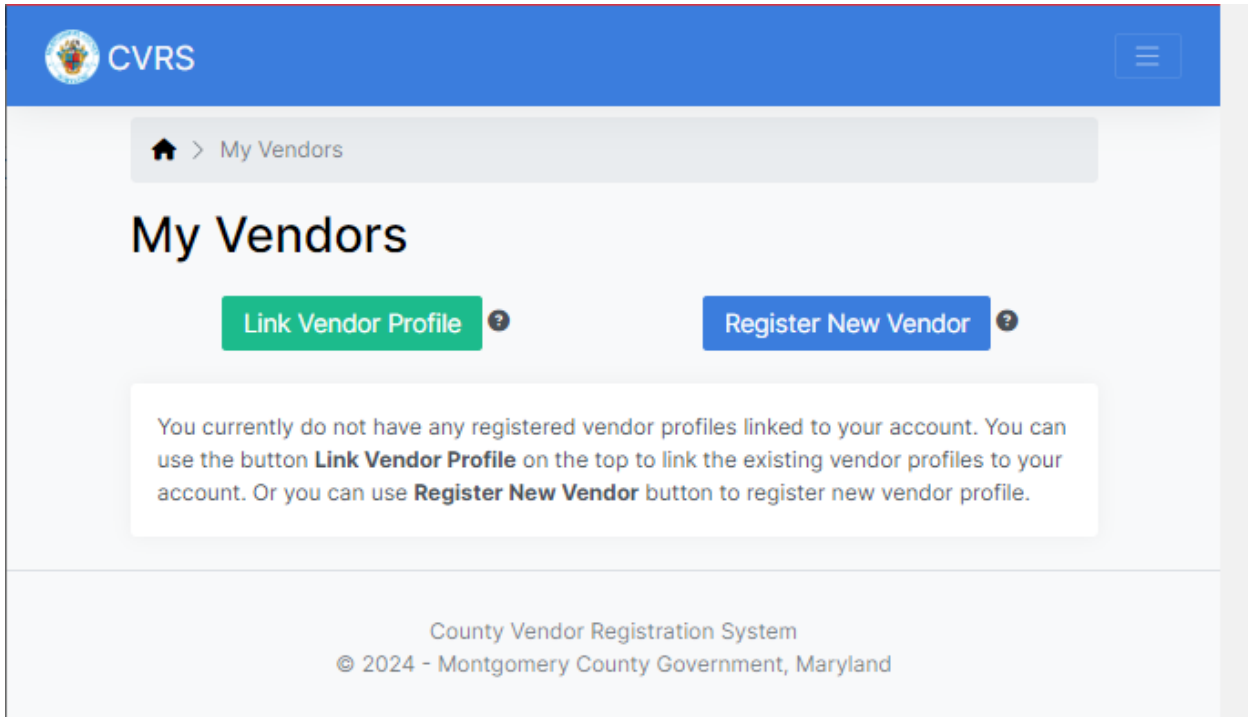 CVRS
My Vendors
My Vendors
Link Vendor Profile
Register New Vendor
You currently do not have any registered vendor profiles linked to your account. You can
use the button Link Vendor Profile on the top to link the existing vendor profiles to your
account. Or you can use Register New Vendor button to register new vendor profile.
County Vendor Registration System
© 2024 - Montgomery County Government, Maryland